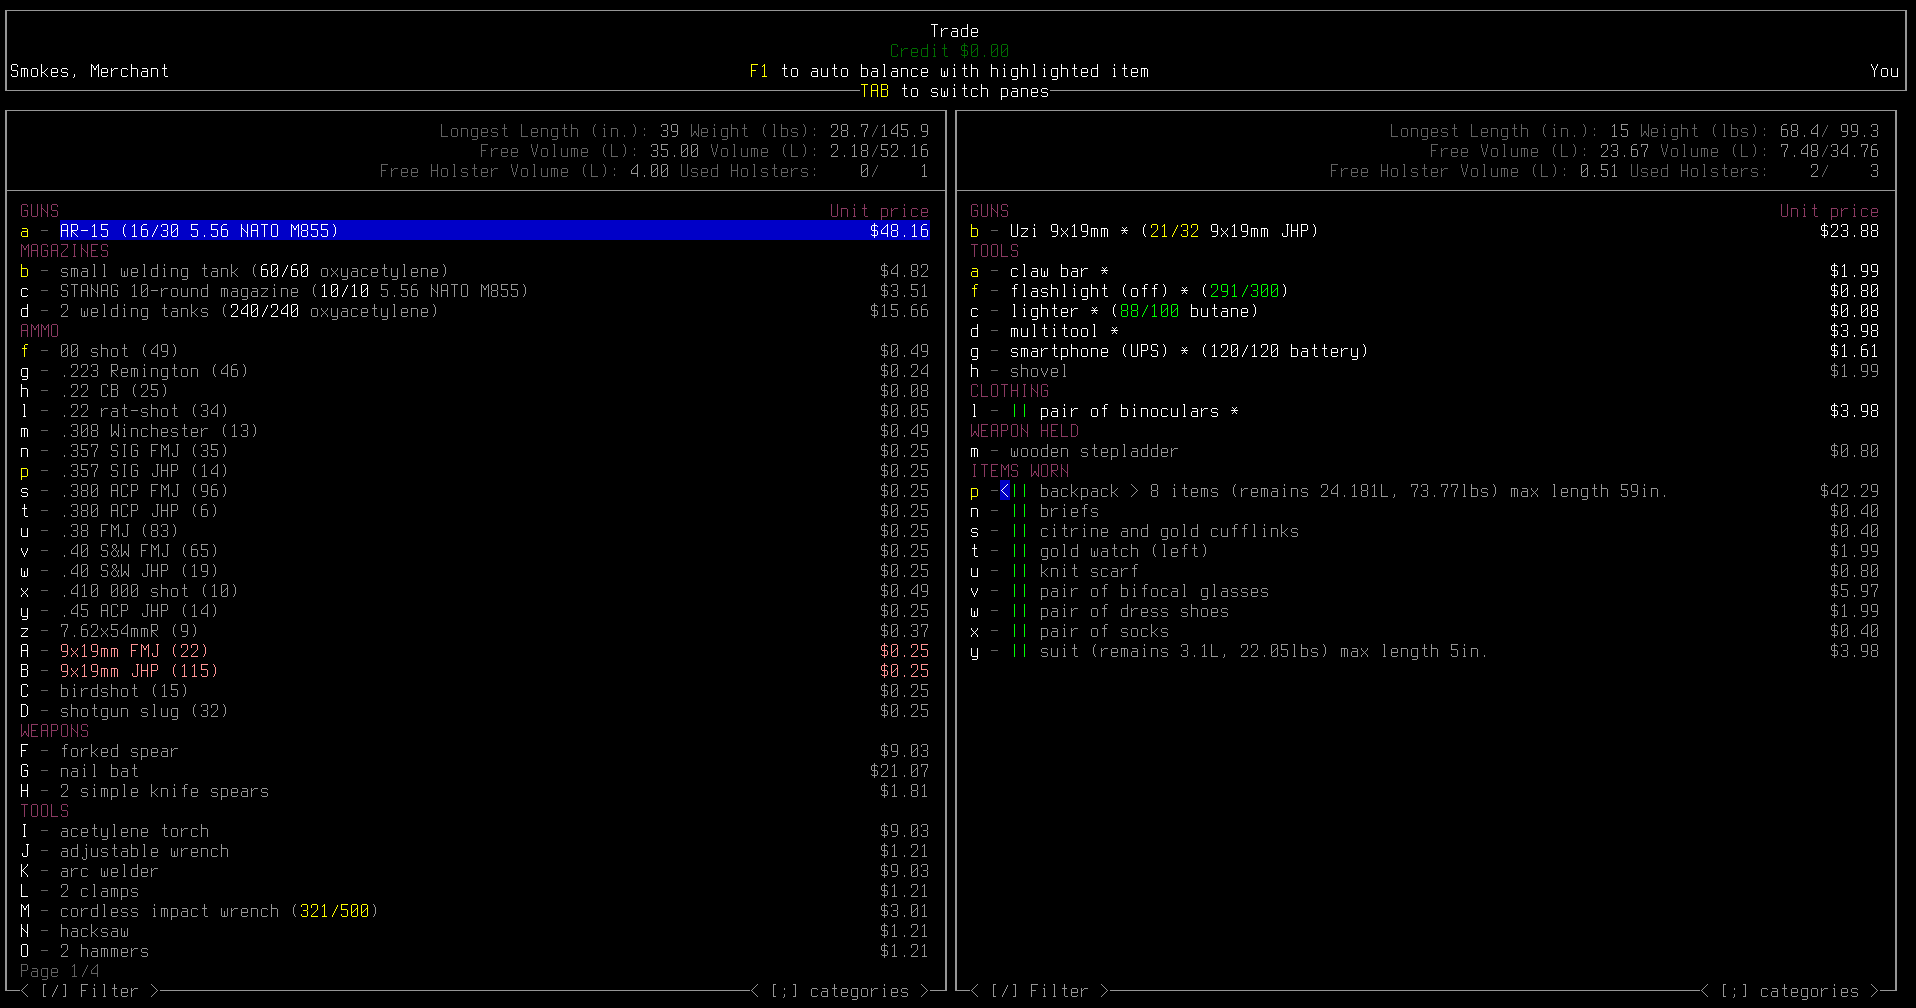 Trade
Credit $0.00
Smokes, Merchant F1 to auto balance with highlighted item You
TAB to switch panes
Longest Length (in.): 39 Weight (lbs): 28.7/145.9
Free Volume (L): 35.00 Volume (L): 2.18/52.16
Free Holster Volume (L): 4.00 Used Holsters: 0/ 1
GUNS Unit price
a - AR-15 (16/30 5.56 NATO M855) $48.16
MAGAZINES
b - small welding tank (60/60 oxyacetylene) $4.82
c - STANAG 10-round magazine (10/10 5.56 NATO M855) $3.51
d - 2 welding tanks (240/240 oxyacetylene) $15.66
AMMO
f - 00 shot (49) $0.49
g - .223 Remington (46) $0.24
h - .22 CB (25) $0.08
l - .22 rat-shot (34) $0.05
m - .308 Winchester (13) $0.49
n - .357 SIG FMJ (35) $0.25
p - .357 SIG JHP (14) $0.25
s - .380 ACP FMJ (96) $0.25
t - .380 ACP JHP (6) $0.25
u - .38 FMJ (83) $0.25
v - .40 S&W FMJ (65) $0.25
w - .40 S&W JHP (19) $0.25
x - .410 000 shot (10) $0.49
y - .45 ACP JHP (14) $0.25
z - 7.62x54mmR (9) $0.37
A - 9x19mm FMJ (22) $0.25
B - 9x19mm JHP (115) $0.25
C - birdshot (15) $0.25
D - shotgun slug (32) $0.25
WEAPONS
F - forked spear $9.03
G - nail bat $21.07
H - 2 simple knife spears $1.81
TOOLS
I - acetylene torch $9.03
J - adjustable wrench $1.21
K - arc welder $9.03
L - 2 clamps $1.21
M - cordless impact wrench (321/500) $3.01
N - hacksaw $1.21
O - 2 hammers $1.21
Page 1/4
< [/] Filter > < [;] categories >
Longest Length (in.): 15 Weight (lbs): 68.4/ 99.3
Free Volume (L): 23.67 Volume (L): 7.48/34.76
Free Holster Volume (L): 0.51 Used Holsters: 2/ 3
GUNS Unit price
b - Uzi 9x19mm * (21/32 9x19mm JHP) $23.88
TOOLS
a - claw bar * $1.99
f - flashlight (off) * (291/300) $0.80
c - lighter * (88/100 butane) $0.08
d - multitool * $3.98
g - smartphone (UPS) * (120/120 battery) $1.61
h - shovel $1.99
CLOTHING
l - || pair of binoculars * $3.98
WEAPON HELD
m - wooden stepladder $0.80
ITEMS WORN
p -<|| backpack > 8 items (remains 24.181L, 73.77lbs) max length 59in. $42.29
n - || briefs $0.40
s - || citrine and gold cufflinks $0.40
t - || gold watch (left) $1.99
u - || knit scarf $0.80
v - || pair of bifocal glasses $5.97
w - || pair of dress shoes $1.99
x - || pair of socks $0.40
y - || suit (remains 3.1L, 22.05lbs) max length 5in. $3.98
< [/] Filter > < [;] categories >